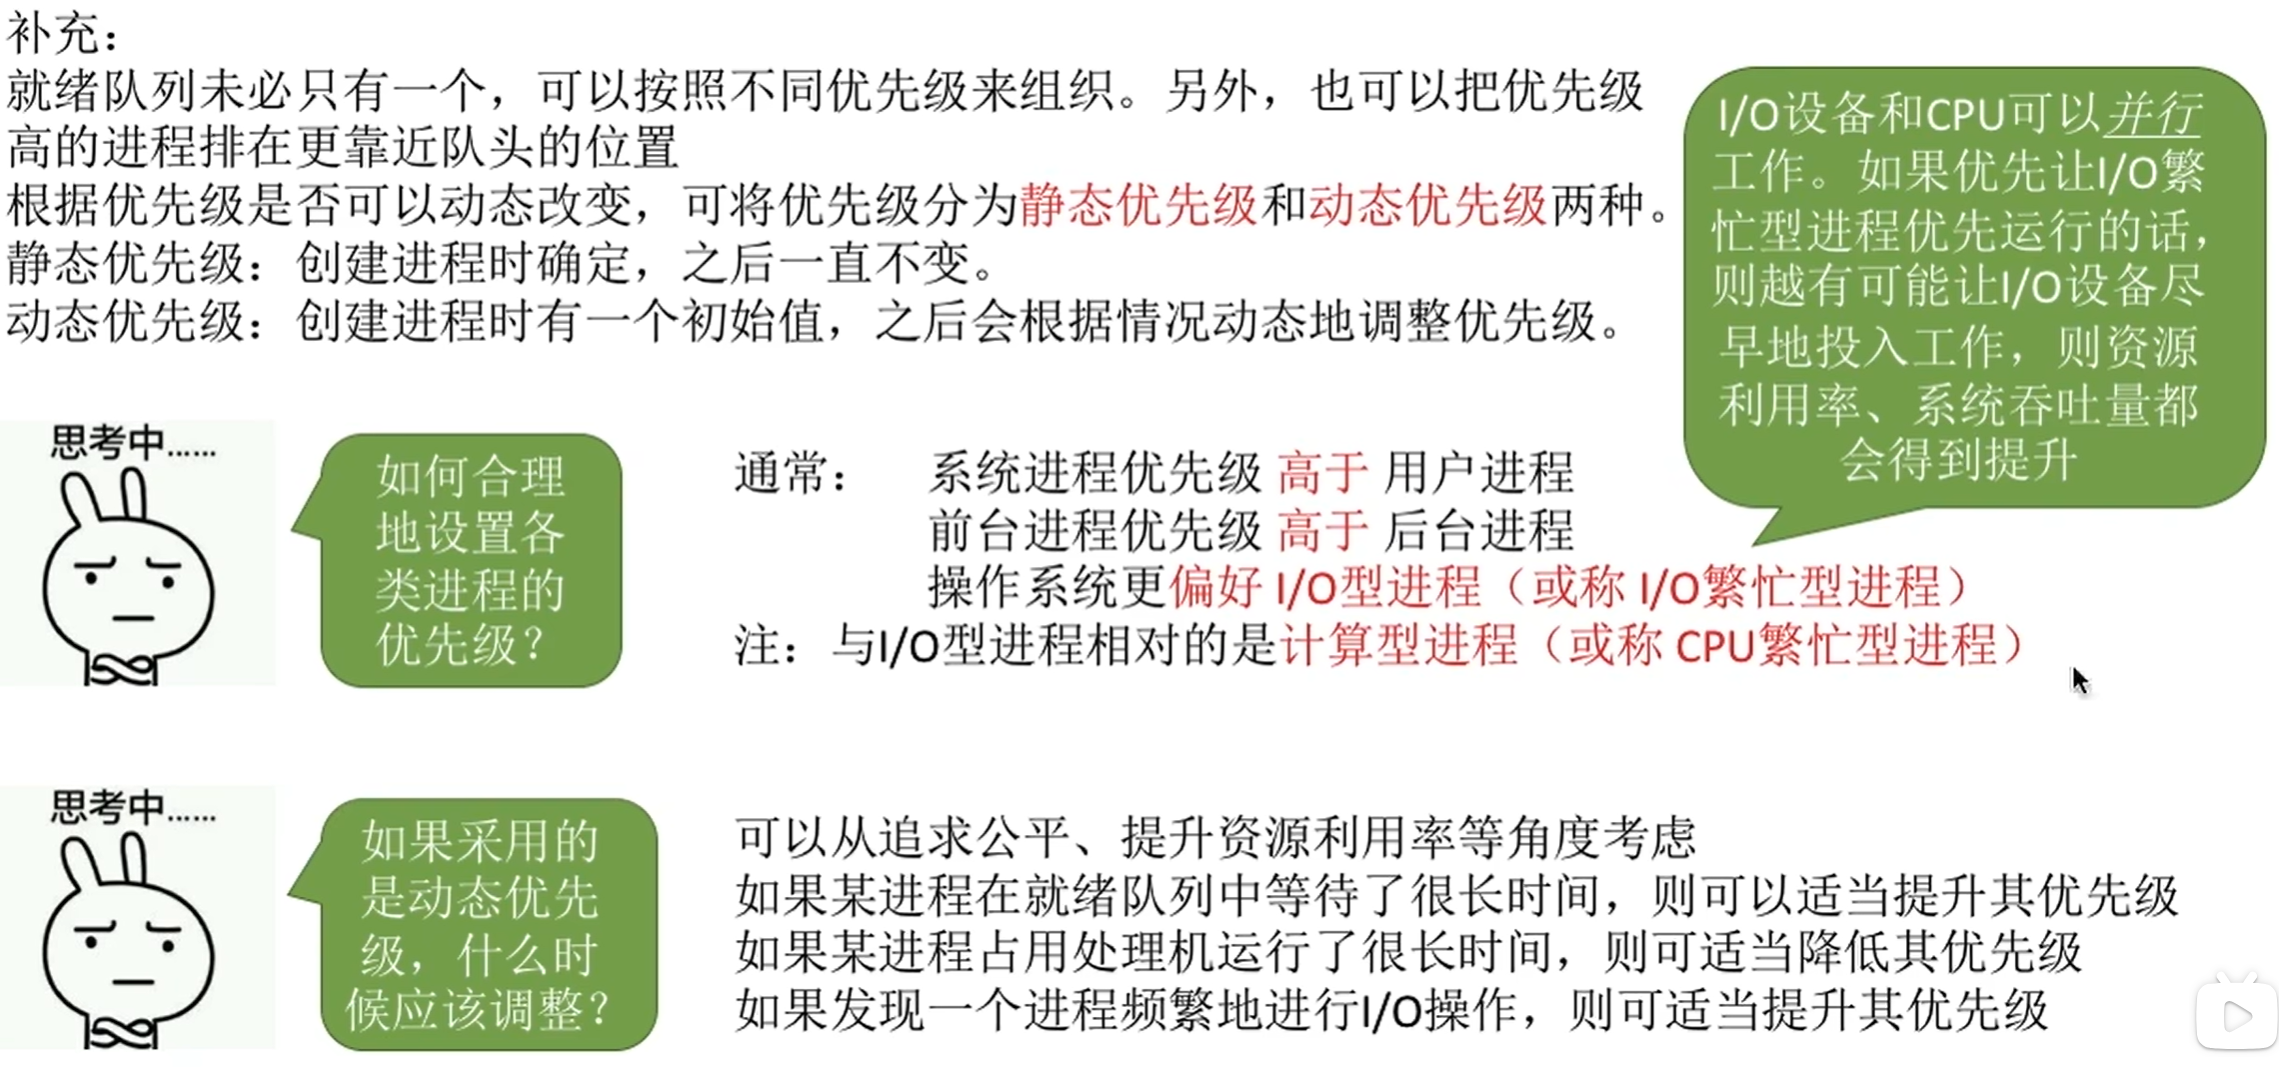 补充：
就绪队列未必只有一个，可以按照不同优先级来组织。另外，也可以把优先级
高的进程排在更靠近队头的位置
根据优先级是否可以动态改变，可将优先级分为静态优先级和动态优先级两种。
静态优先级：创建进程时确定，之后一直不变。
动态优先级：创建进程时有一个初始值，之后会根据情况动态地调整优先级。
I/O设备和CPU可以并行
工作。如果优先让I/O繁
忙型进程优先运行的话，
则越有可能让I/O设备尽
早地投入工作，则资源
利用率、系统吞吐量都
会得到提升
思考中......
如何合理
地设置各
类进程的
优先级？
通常： 系统进程优先级 高于 用户进程
前台进程优先级 高于 后台进程
操作系统更偏好 I/O型进程（或称 I/O繁忙型进程）
注：与I/O型进程相对的是计算型进程（或称 CPU繁忙型进程）
思考中......
如果采用的
是动态优先
级，什么时
候应该调整？
可以从追求公平、提升资源利用率等角度考虑
如果某进程在就绪队列中等待了很长时间，则可以适当提升其优先级
如果某进程占用处理机运行了很长时间，则可适当降低其优先级
如果发现一个进程频繁地进行I/O操作，则可适当提升其优先级